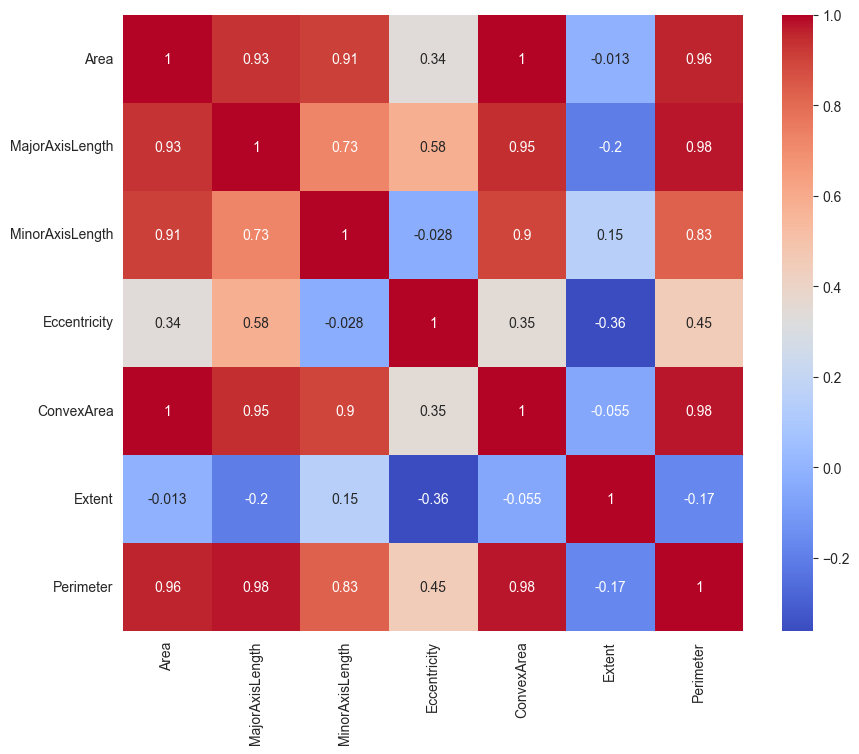 Area 1 0.93 0.91 0.34 1 -0.013 0.96
MajorAxisLength 0.93 1 0.73 0.58 0.95 -0.2 0.98
MinorAxisLength 0.91 0.73 1 -0.028 0.9 0.15 0.83
Eccentricity 0.34 0.58 -0.028 1 0.35 -0.36 0.45
ConvexArea 1 0.95 0.9 0.35 1 -0.055 0.98
Extent -0.013 -0.2 0.15 -0.36 -0.055 1 -0.17
Perimeter 0.96 0.98 0.83 0.45 0.98 -0.17 1
Area
MajorAxisLength
MinorAxisLength
Eccentricity
ConvexArea
Extent
Perimeter
1.0
0.8
0.6
0.4
0.2
0.0
−0.2